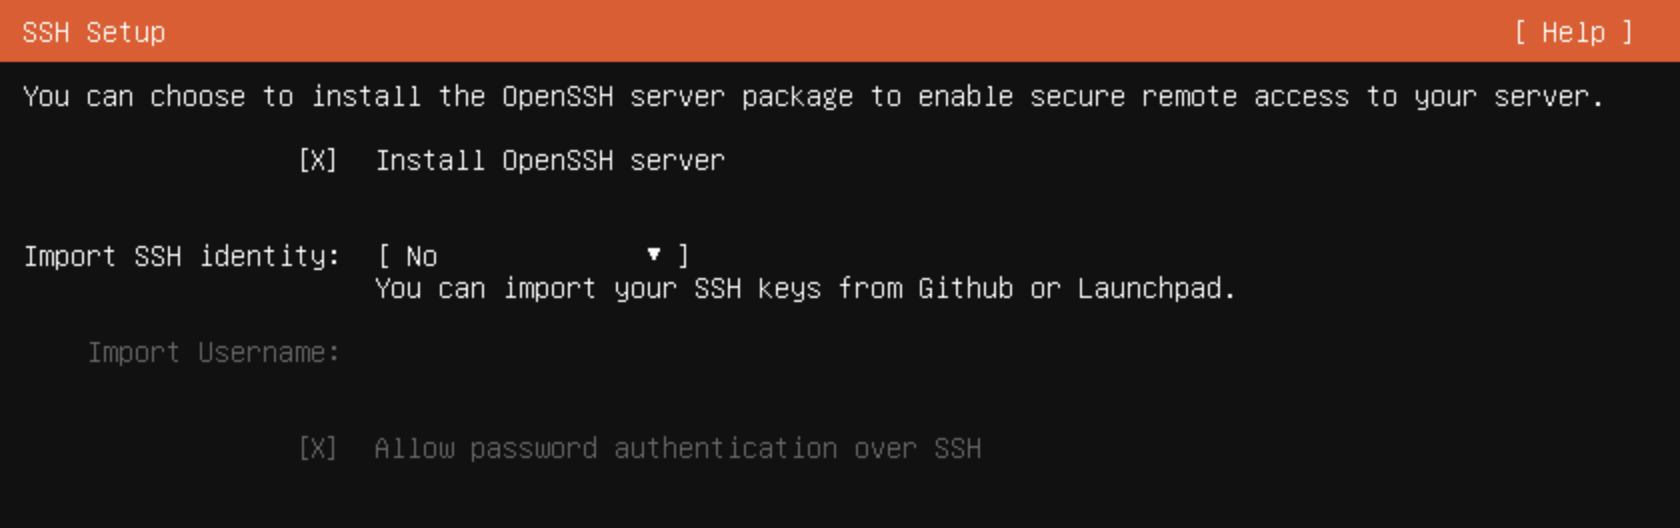 SSH Setup [ Help ]
You can choose to install the OpenSSH server package to enable secure remote access to your server.
[X] Install OpenSSH server
Import SSH identity: [ No ▼ ]
You can import your SSH keys from Github or Launchpad.
Import Username:
[X] Allow password authentication over SSH